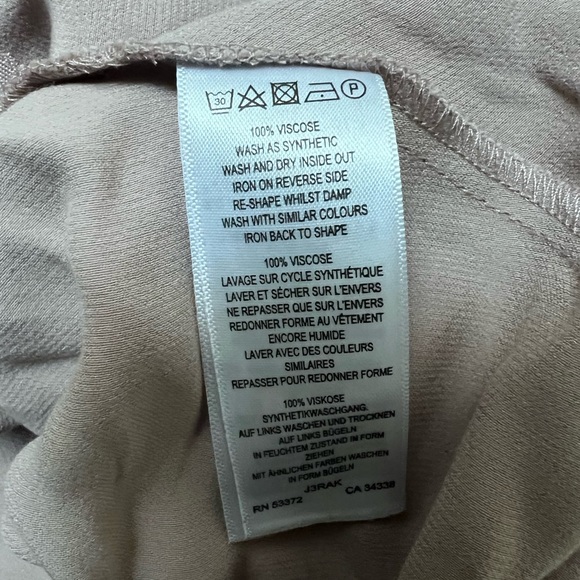 30 P
100% VISCOSE
WASH AS SYNTHETIC
WASH AND DRY INSIDE OUT
IRON ON REVERSE SIDE
RE-SHAPE WHILST DAMP
WASH WITH SIMILAR COLOURS
IRON BACK TO SHAPE
100% VISCOSE
LAVAGE SUR CYCLE SYNTHÉTIQUE
LAVER ET SÉCHER SUR L'ENVERS
NE REPASSER QUE SUR L'ENVERS
REDONNER FORME AU VÊTEMENT
ENCORE HUMIDE
LAVER AVEC DES COULEURS
SIMILAIRES
REPASSER POUR REDONNER FORME
100% VISKOSE
SYNTHETIKWASCHGANG.
AUF LINKS WASCHEN UND TROCKNEN
AUF LINKS BÜGELN
IN FEUCHTEM ZUSTAND IN FORM
ZIEHEN
MIT ÄHNLICHEN FARBEN WASCHEN
IN FORM BÜGELN
J3RAK
RN 53372 CA 34339